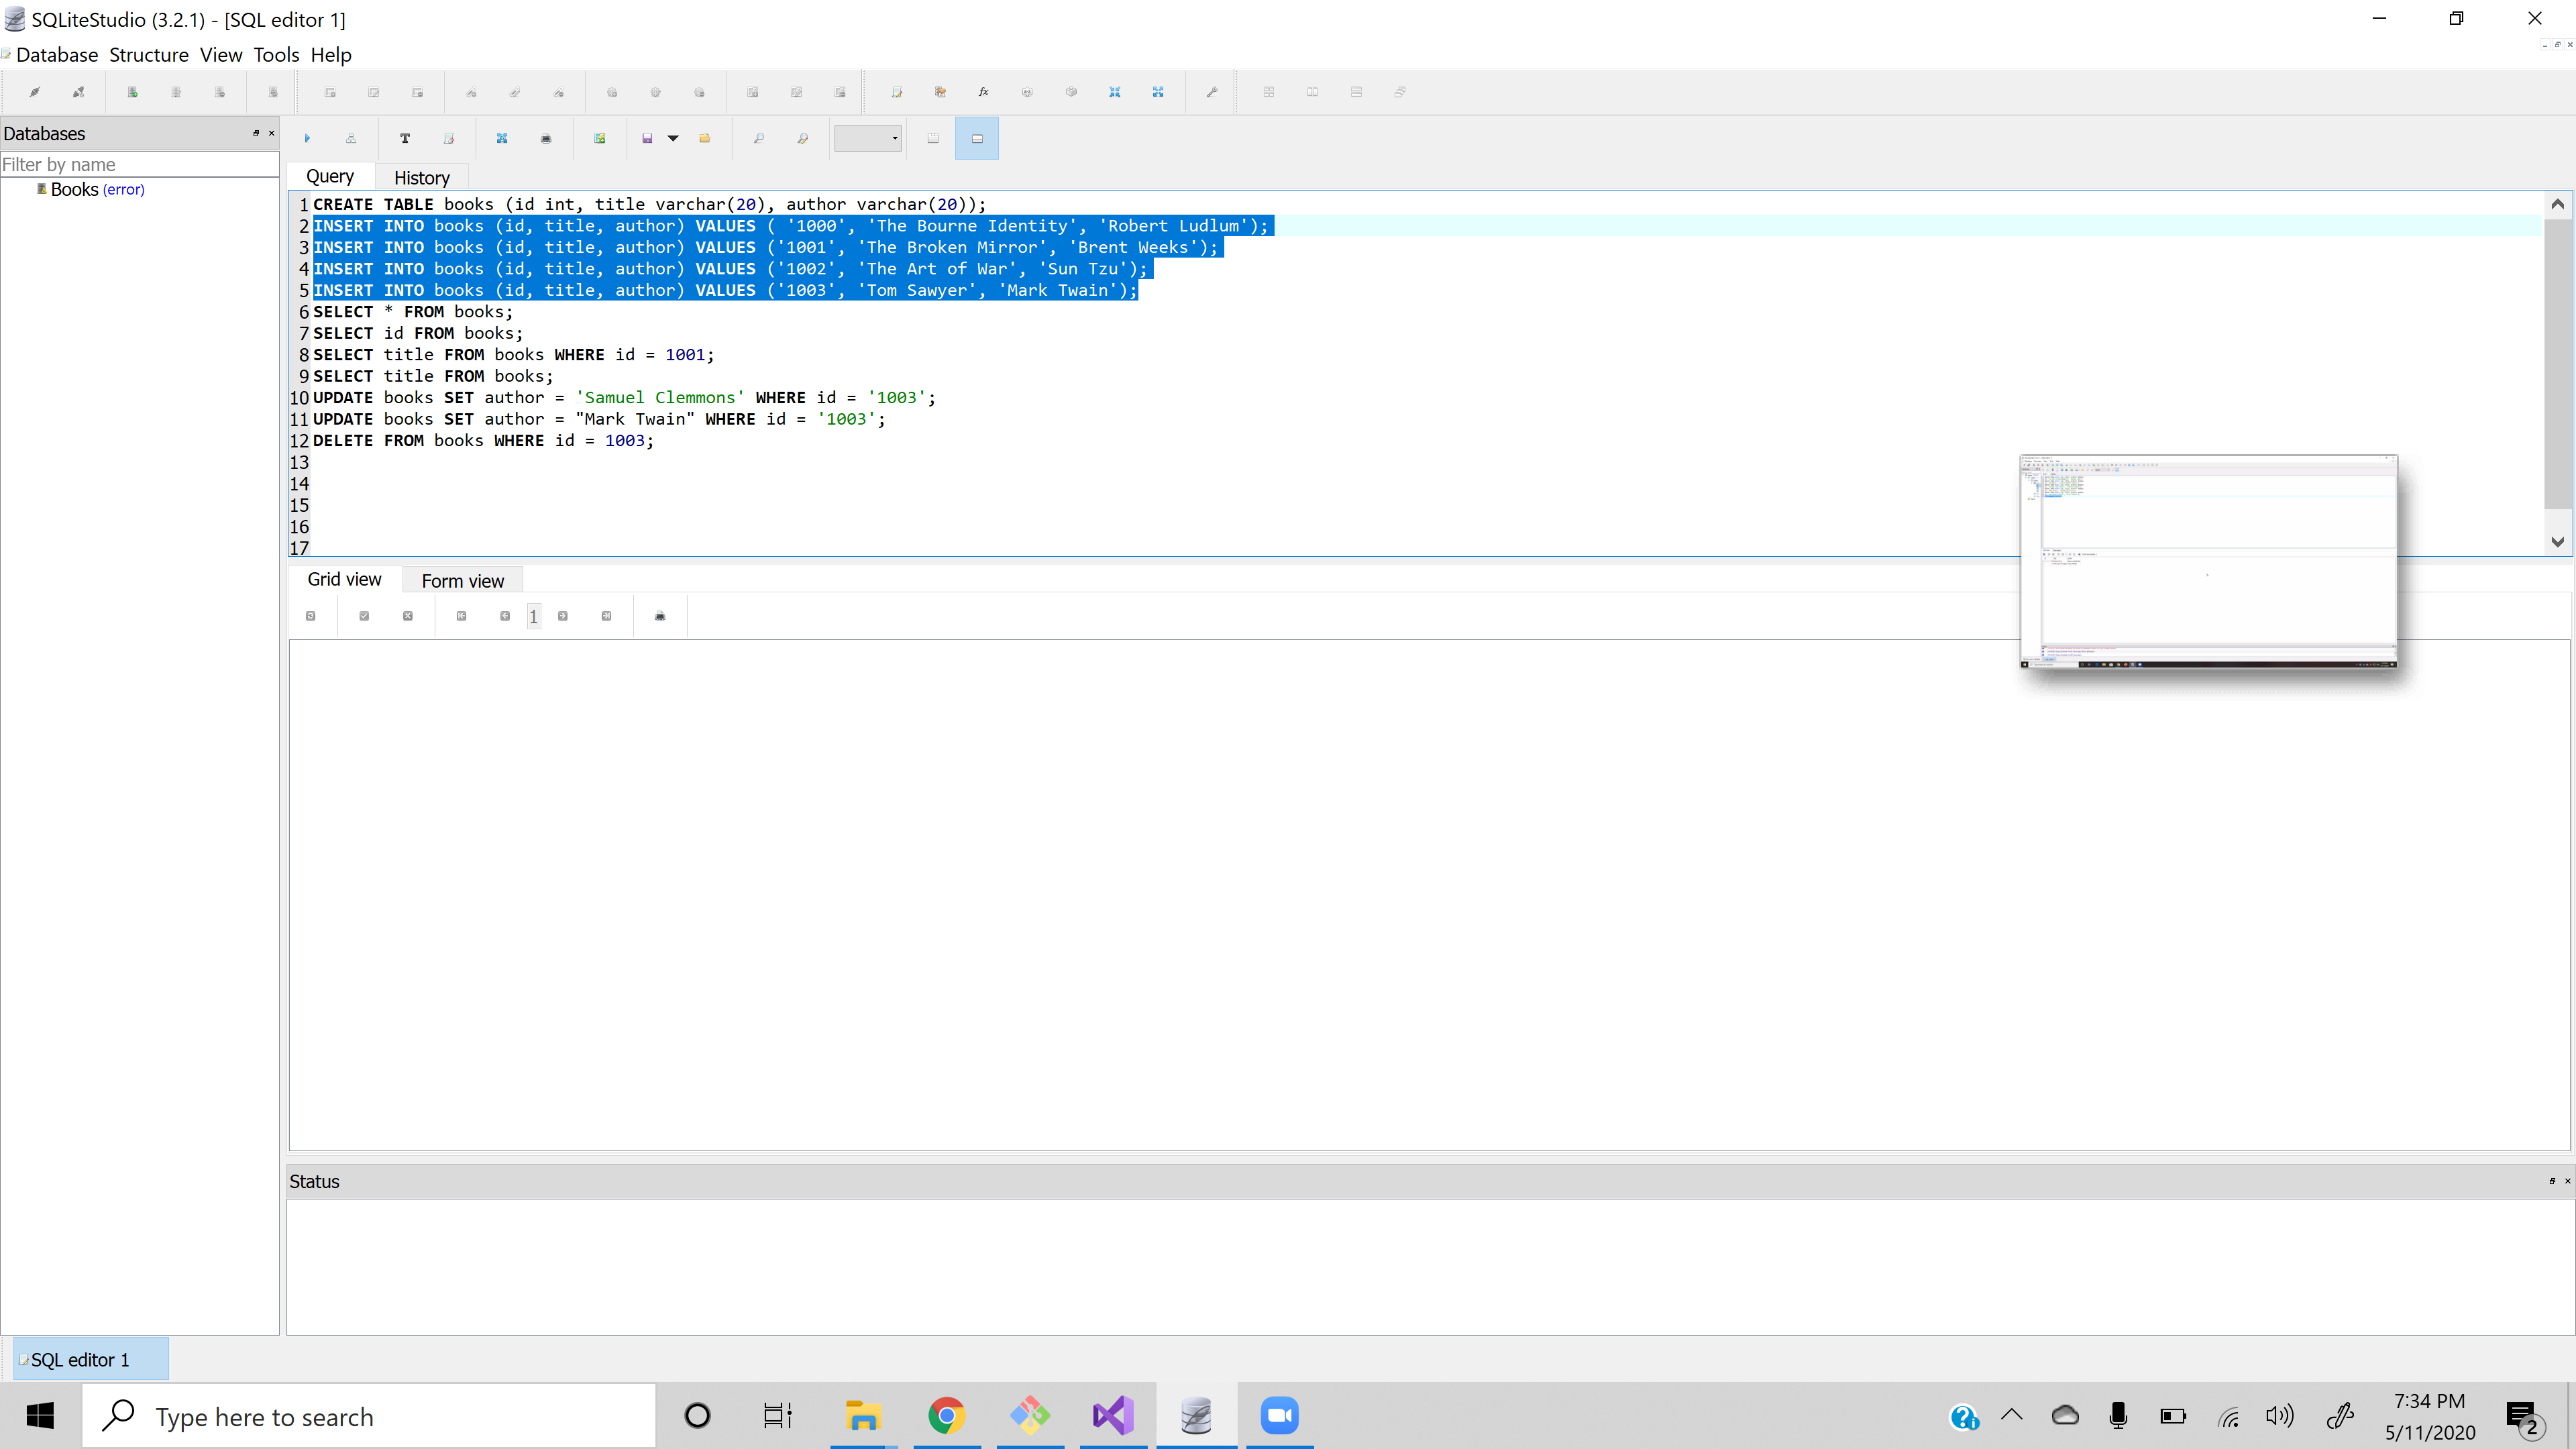 SQLiteStudio (3.2.1) - [SQL editor 1]
Database Structure View Tools Help
Databases
Filter by name
Books (error)
Query
History
1 CREATE TABLE books (id int, title varchar(20), author varchar(20));
2 INSERT INTO books (id, title, author) VALUES ( '1000', 'The Bourne Identity', 'Robert Ludlum');
3 INSERT INTO books (id, title, author) VALUES ('1001', 'The Broken Mirror', 'Brent Weeks');
4 INSERT INTO books (id, title, author) VALUES ('1002', 'The Art of War', 'Sun Tzu');
5 INSERT INTO books (id, title, author) VALUES ('1003', 'Tom Sawyer', 'Mark Twain');
6 SELECT * FROM books;
7 SELECT id FROM books;
8 SELECT title FROM books WHERE id = 1001;
9 SELECT title FROM books;
10 UPDATE books SET author = 'Samuel Clemmons' WHERE id = '1003';
11 UPDATE books SET author = "Mark Twain" WHERE id = '1003';
12 DELETE FROM books WHERE id = 1003;
13
14
15
16
17
Grid view
Form view
1
Status
SQL editor 1
Type here to search
7:34 PM
5/11/2020
2